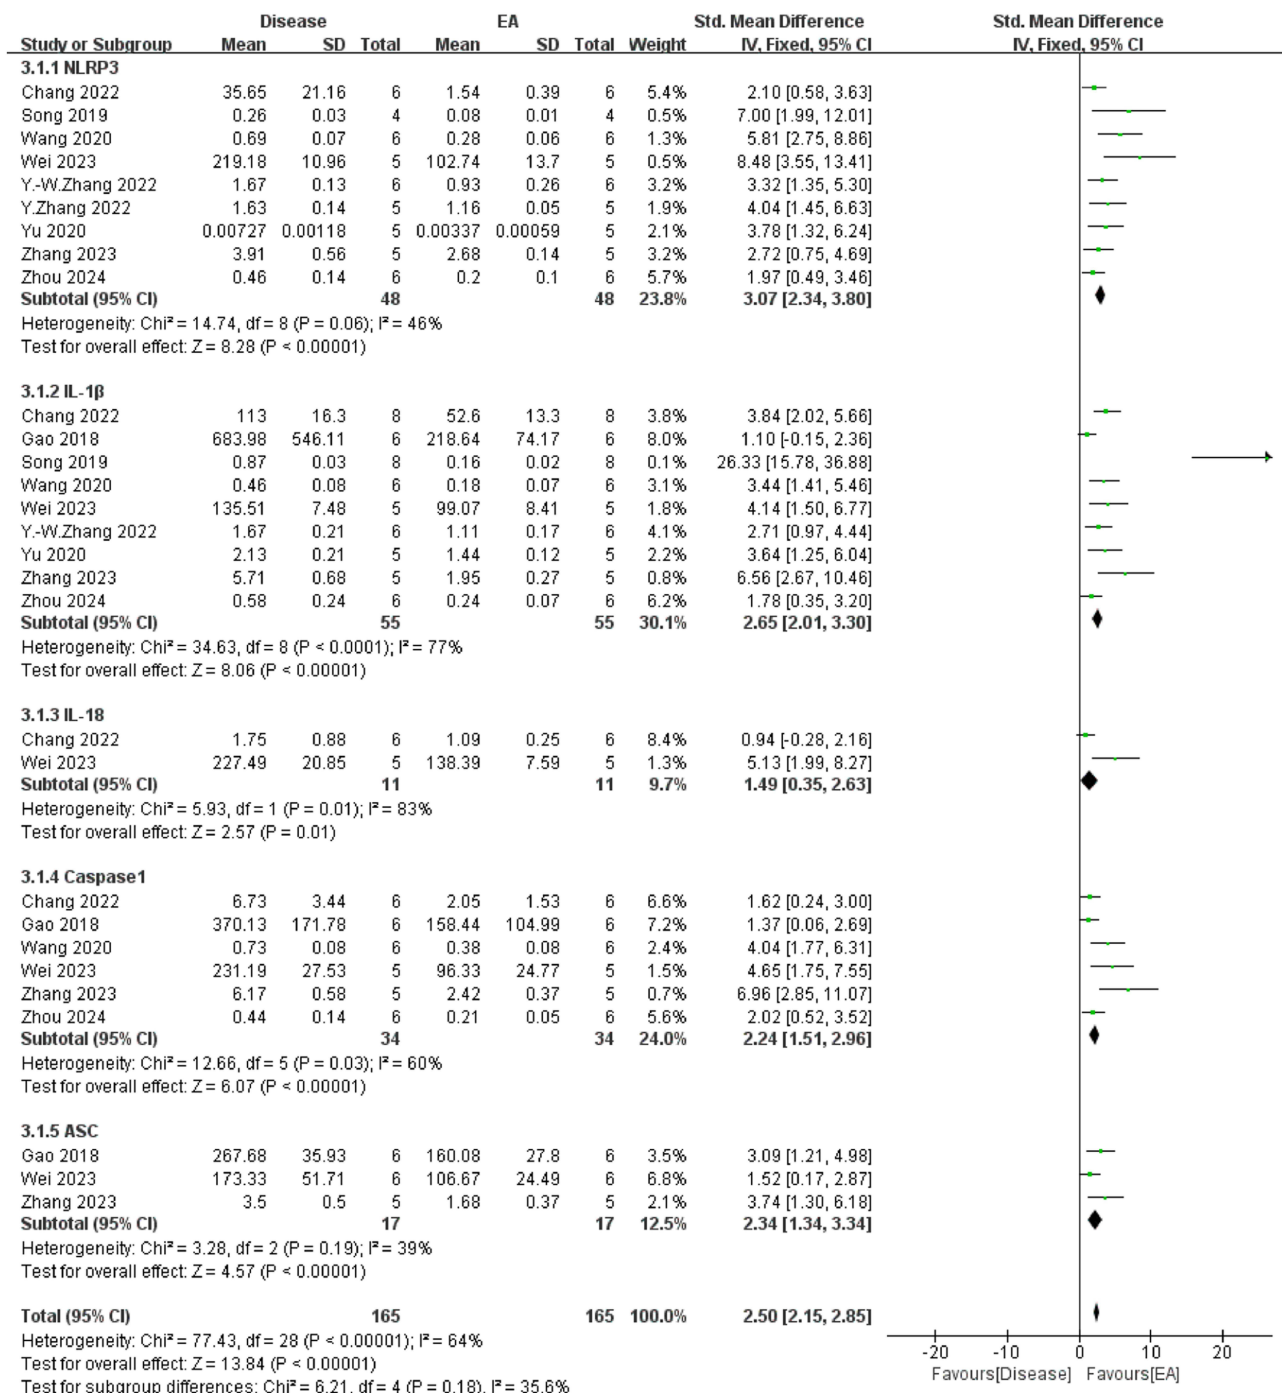 Disease EA Std. Mean Difference Std. Mean Difference
Study or Subgroup Mean SD Total Mean SD Total Weight IV, Fixed, 95% CI IV, Fixed, 95% CI
3.1.1 NLRP3
Chang 2022 35.65 21.16 6 1.54 0.39 6 5.4% 2.10 [0.58, 3.63]
Song 2019 0.26 0.03 4 0.08 0.01 4 0.5% 7.00 [1.99, 12.01]
Wang 2020 0.69 0.07 6 0.28 0.06 6 1.3% 5.81 [2.75, 8.86]
Wei 2023 219.18 10.96 5 102.74 13.7 5 0.5% 8.48 [3.55, 13.41]
Y.-W.Zhang 2022 1.67 0.13 6 0.93 0.26 6 3.2% 3.32 [1.35, 5.30]
Y.Zhang 2022 1.63 0.14 5 1.16 0.05 5 1.9% 4.04 [1.45, 6.63]
Yu 2020 0.00727 0.00118 5 0.00337 0.00059 5 2.1% 3.78 [1.32, 6.24]
Zhang 2023 3.91 0.56 5 2.68 0.14 5 3.2% 2.72 [0.75, 4.69]
Zhou 2024 0.46 0.14 6 0.2 0.1 6 5.7% 1.97 [0.49, 3.46]
Subtotal (95% CI) 48 48 23.8% 3.07 [2.34, 3.80]
Heterogeneity: Chi² = 14.74, df = 8 (P = 0.06); I² = 46%
Test for overall effect: Z = 8.28 (P < 0.00001)
3.1.2 IL-1β
Chang 2022 113 16.3 8 52.6 13.3 8 3.8% 3.84 [2.02, 5.66]
Gao 2018 683.98 546.11 6 218.64 74.17 6 8.0% 1.10 [-0.15, 2.36]
Song 2019 0.87 0.03 8 0.16 0.02 8 0.1% 26.33 [15.78, 36.88]
Wang 2020 0.46 0.08 6 0.18 0.07 6 3.1% 3.44 [1.41, 5.46]
Wei 2023 135.51 7.48 5 99.07 8.41 5 1.8% 4.14 [1.50, 6.77]
Y.-W.Zhang 2022 1.67 0.21 6 1.11 0.17 6 4.1% 2.71 [0.97, 4.44]
Yu 2020 2.13 0.21 5 1.44 0.12 5 2.2% 3.64 [1.25, 6.04]
Zhang 2023 5.71 0.68 5 1.95 0.27 5 0.8% 6.56 [2.67, 10.46]
Zhou 2024 0.58 0.24 6 0.24 0.07 6 6.2% 1.78 [0.35, 3.20]
Subtotal (95% CI) 55 55 30.1% 2.65 [2.01, 3.30]
Heterogeneity: Chi² = 34.63, df = 8 (P < 0.0001); I² = 77%
Test for overall effect: Z = 8.06 (P < 0.00001)
3.1.3 IL-18
Chang 2022 1.75 0.88 6 1.09 0.25 6 8.4% 0.94 [-0.28, 2.16]
Wei 2023 227.49 20.85 5 138.39 7.59 5 1.3% 5.13 [1.99, 8.27]
Subtotal (95% CI) 11 11 9.7% 1.49 [0.35, 2.63]
Heterogeneity: Chi² = 5.93, df = 1 (P = 0.01); I² = 83%
Test for overall effect: Z = 2.57 (P = 0.01)
3.1.4 Caspase1
Chang 2022 6.73 3.44 6 2.05 1.53 6 6.6% 1.62 [0.24, 3.00]
Gao 2018 370.13 171.78 6 158.44 104.99 6 7.2% 1.37 [0.06, 2.69]
Wang 2020 0.73 0.08 6 0.38 0.08 6 2.4% 4.04 [1.77, 6.31]
Wei 2023 231.19 27.53 5 96.33 24.77 5 1.5% 4.65 [1.75, 7.55]
Zhang 2023 6.17 0.58 5 2.42 0.37 5 0.7% 6.96 [2.85, 11.07]
Zhou 2024 0.44 0.14 6 0.21 0.05 6 5.6% 2.02 [0.52, 3.52]
Subtotal (95% CI) 34 34 24.0% 2.24 [1.51, 2.96]
Heterogeneity: Chi² = 12.66, df = 5 (P = 0.03); I² = 60%
Test for overall effect: Z = 6.07 (P < 0.00001)
3.1.5 ASC
Gao 2018 267.68 35.93 6 160.08 27.8 6 3.5% 3.09 [1.21, 4.98]
Wei 2023 173.33 51.71 6 106.67 24.49 6 6.8% 1.52 [0.17, 2.87]
Zhang 2023 3.5 0.5 5 1.68 0.37 5 2.1% 3.74 [1.30, 6.18]
Subtotal (95% CI) 17 17 12.5% 2.34 [1.34, 3.34]
Heterogeneity: Chi² = 3.28, df = 2 (P = 0.19); I² = 39%
Test for overall effect: Z = 4.57 (P < 0.00001)
Total (95% CI) 165 165 100.0% 2.50 [2.15, 2.85]
Heterogeneity: Chi² = 77.43, df = 28 (P < 0.00001); I² = 64%
Test for overall effect: Z = 13.84 (P < 0.00001)
Test for subgroup differences: Chi² = 6.21, df = 4 (P = 0.18), I² = 35.6%
-20 -10 0 10 20
Favours[Disease] Favours[EA]